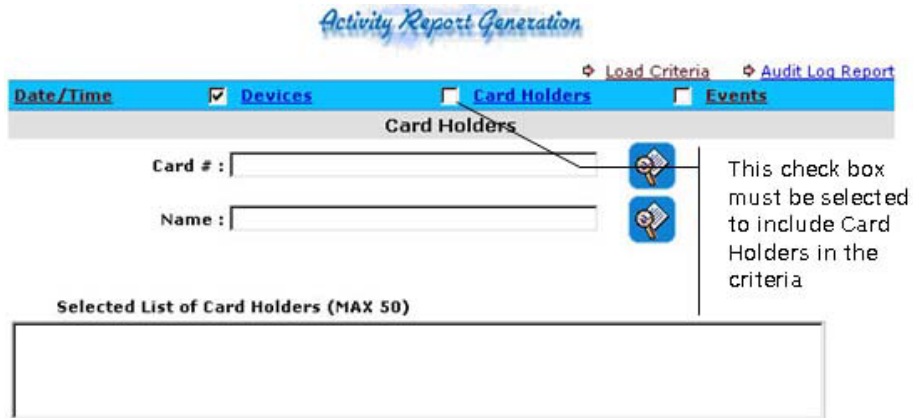 Activity Report Generation
Load Criteria Audit Log Report
Date/Time Devices Card Holders Events
Card Holders
Card # :
Name :
This check box
must be selected
to include Card
Holders in the
criteria
Selected List of Card Holders (MAX 50)